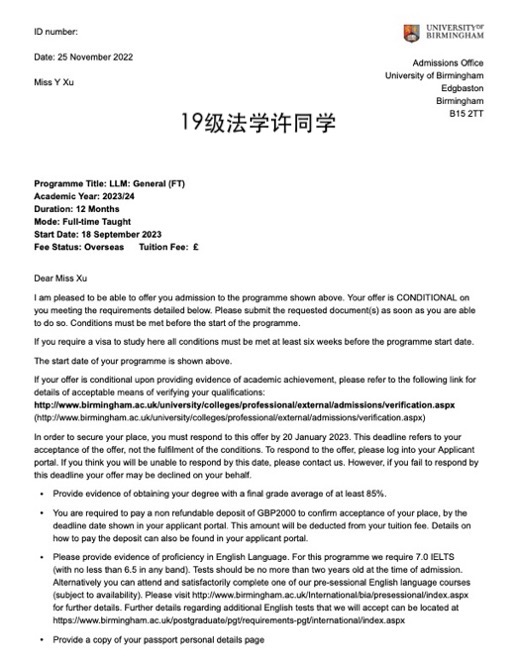 ID number:
UNIVERSITY OF
BIRMINGHAM
Date: 25 November 2022
Miss Y Xu
Admissions Office
University of Birmingham
Edgbaston
Birmingham
B15 2TT
19级法学许同学
Programme Title: LLM: General (FT)
Academic Year: 2023/24
Duration: 12 Months
Mode: Full-time Taught
Start Date: 18 September 2023
Fee Status: Overseas Tuition Fee: £
Dear Miss Xu
I am pleased to be able to offer you admission to the programme shown above. Your offer is CONDITIONAL on
you meeting the requirements detailed below. Please submit the requested document(s) as soon as you are able
to do so. Conditions must be met before the start of the programme.
If you require a visa to study here all conditions must be met at least six weeks before the programme start date.
The start date of your programme is shown above.
If your offer is conditional upon providing evidence of academic achievement, please refer to the following link for
details of acceptable means of verifying your qualifications:
http://www.birmingham.ac.uk/university/colleges/professional/external/admissions/verification.aspx
(http://www.birmingham.ac.uk/university/colleges/professional/external/admissions/verification.aspx)
In order to secure your place, you must respond to this offer by 20 January 2023. This deadline refers to your
acceptance of the offer, not the fulfilment of the conditions. To respond to the offer, please log into your Applicant
portal. If you think you will be unable to respond by this date, please contact us. However, if you fail to respond by
this deadline your offer may be declined on your behalf.
• Provide evidence of obtaining your degree with a final grade average of at least 85%.
• You are required to pay a non refundable deposit of GBP2000 to confirm acceptance of your place, by the
deadline date shown in your applicant portal. This amount will be deducted from your tuition fee. Details on
how to pay the deposit can also be found in your applicant portal.
• Please provide evidence of proficiency in English Language. For this programme we require 7.0 IELTS
(with no less than 6.5 in any band). Tests should be no more than two years old at the time of admission.
Alternatively you can attend and satisfactorily complete one of our pre-sessional English language courses
(subject to availability). Please visit http://www.birmingham.ac.uk/International/bia/presessional/index.aspx
for further details. Further details regarding additional English tests that we will accept can be located at
https://www.birmingham.ac.uk/postgraduate/pgt/requirements-pgt/international/index.aspx
• Provide a copy of your passport personal details page